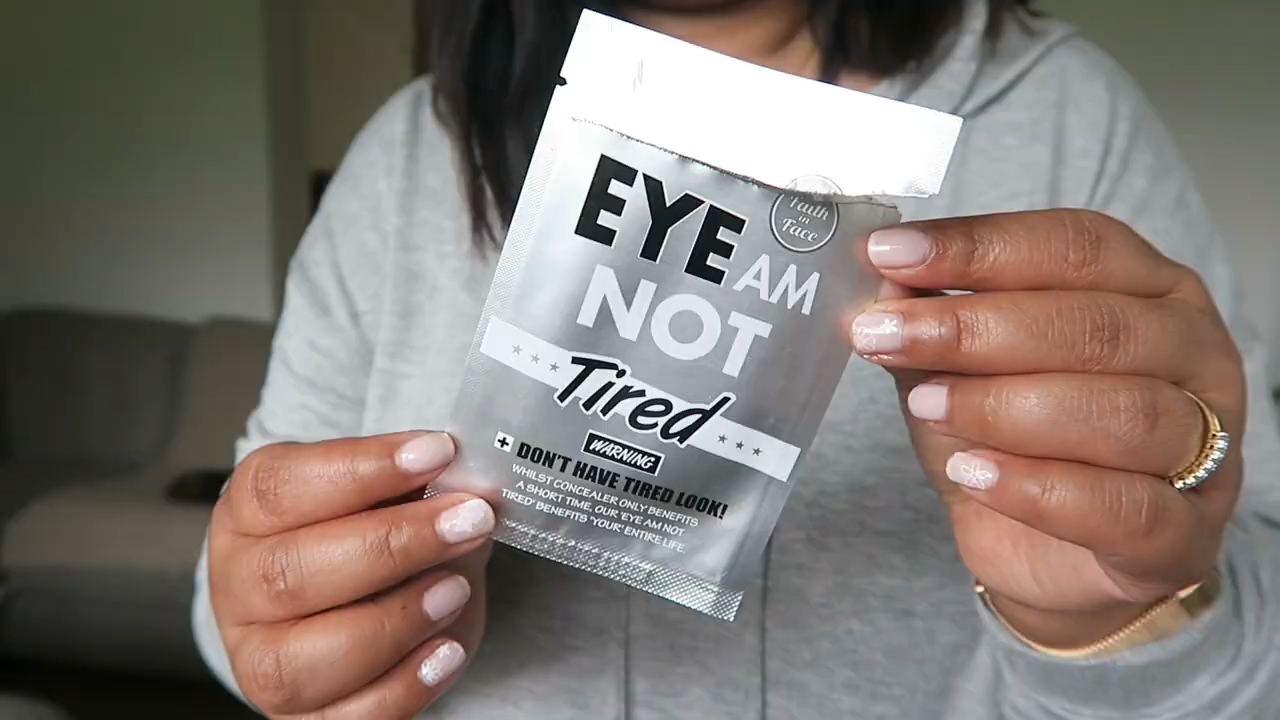 EYE
Faith
in
Face
AM
NOT
Tired
WARNING
+ DON'T HAVE TIRED LOOK!
WHILST CONCEALER ONLY BENEFITS
A SHORT TIME, OUR 'EYE AM NOT
TIRED' BENEFITS 'YOUR' ENTIRE LIFE